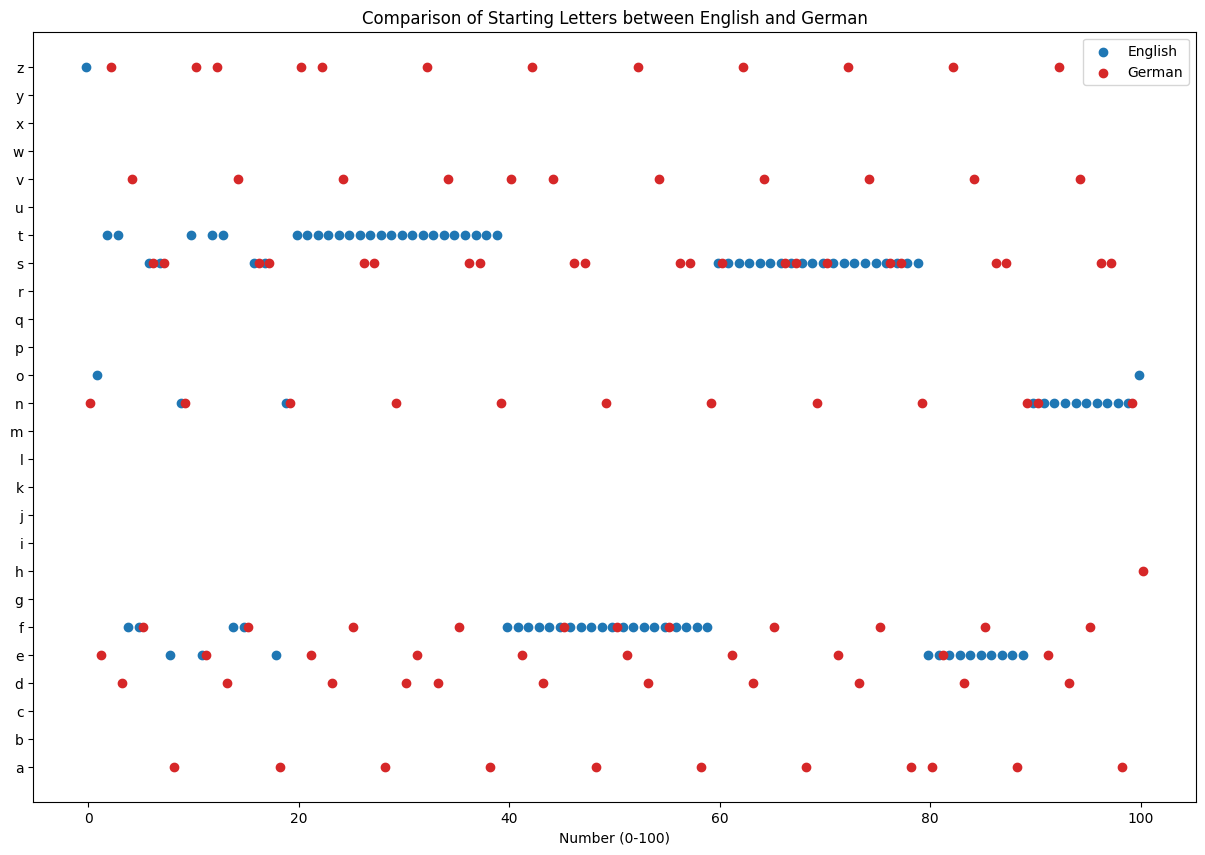 Comparison of Starting Letters between English and German
English
German
z
y
x
w
v
u
t
s
r
q
p
o
n
m
l
k
j
i
h
g
f
e
d
c
b
a
0 20 40 60 80 100
Number (0-100)